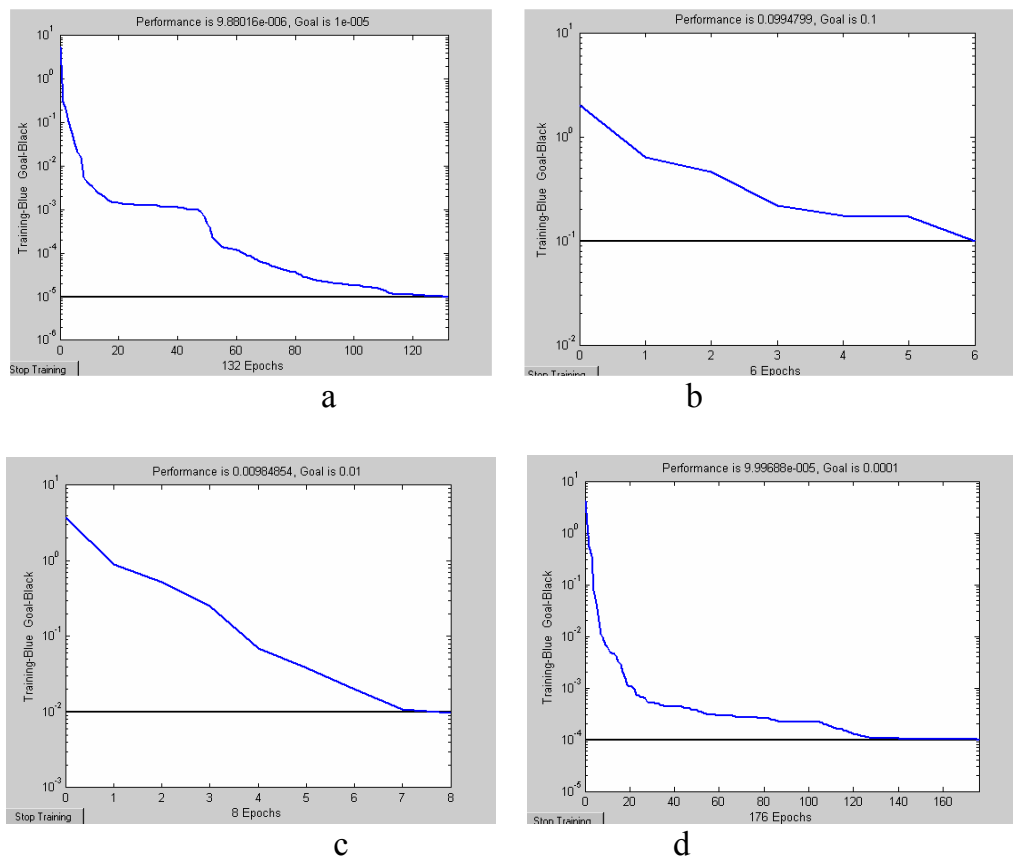 Performance is 9.88016e-006, Goal is 1e-005
10^1
10^0
10^-1
10^-2
10^-3
10^-4
10^-5
10^-6
Training-Blue Goal-Black
0 20 40 60 80 100 120
132 Epochs
Stop Training
a
Performance is 0.0994799, Goal is 0.1
10^1
10^0
10^-1
10^-2
Training-Blue Goal-Black
0 1 2 3 4 5 6
6 Epochs
Stop Training
b
Performance is 0.00984854, Goal is 0.01
10^1
10^0
10^-1
10^-2
10^-3
Training-Blue Goal-Black
0 1 2 3 4 5 6 7 8
8 Epochs
Stop Training
c
Performance is 9.99688e-005, Goal is 0.0001
10^1
10^0
10^-1
10^-2
10^-3
10^-4
10^-5
Training-Blue Goal-Black
0 20 40 60 80 100 120 140 160
176 Epochs
Stop Training
d